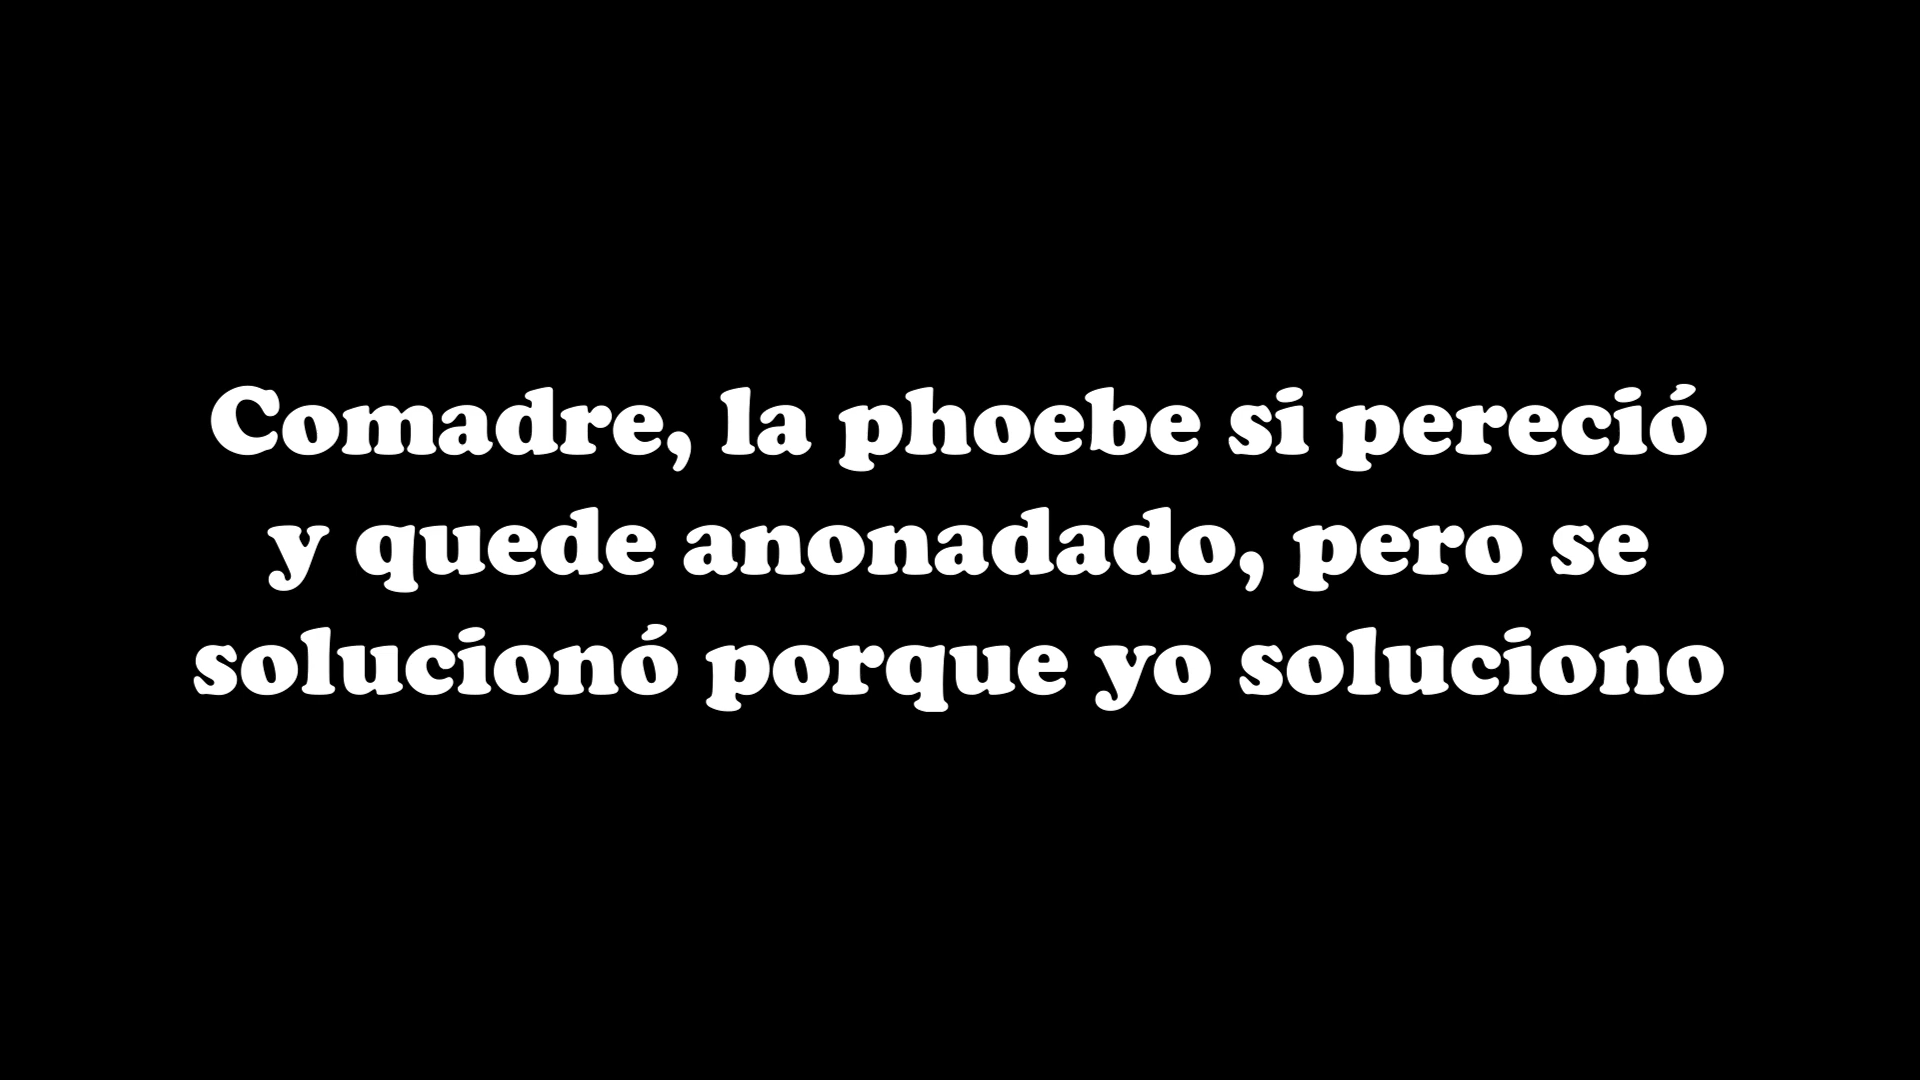 Comadre, la phoebe si pereció
y quede anonadado, pero se
solucionó porque yo soluciono